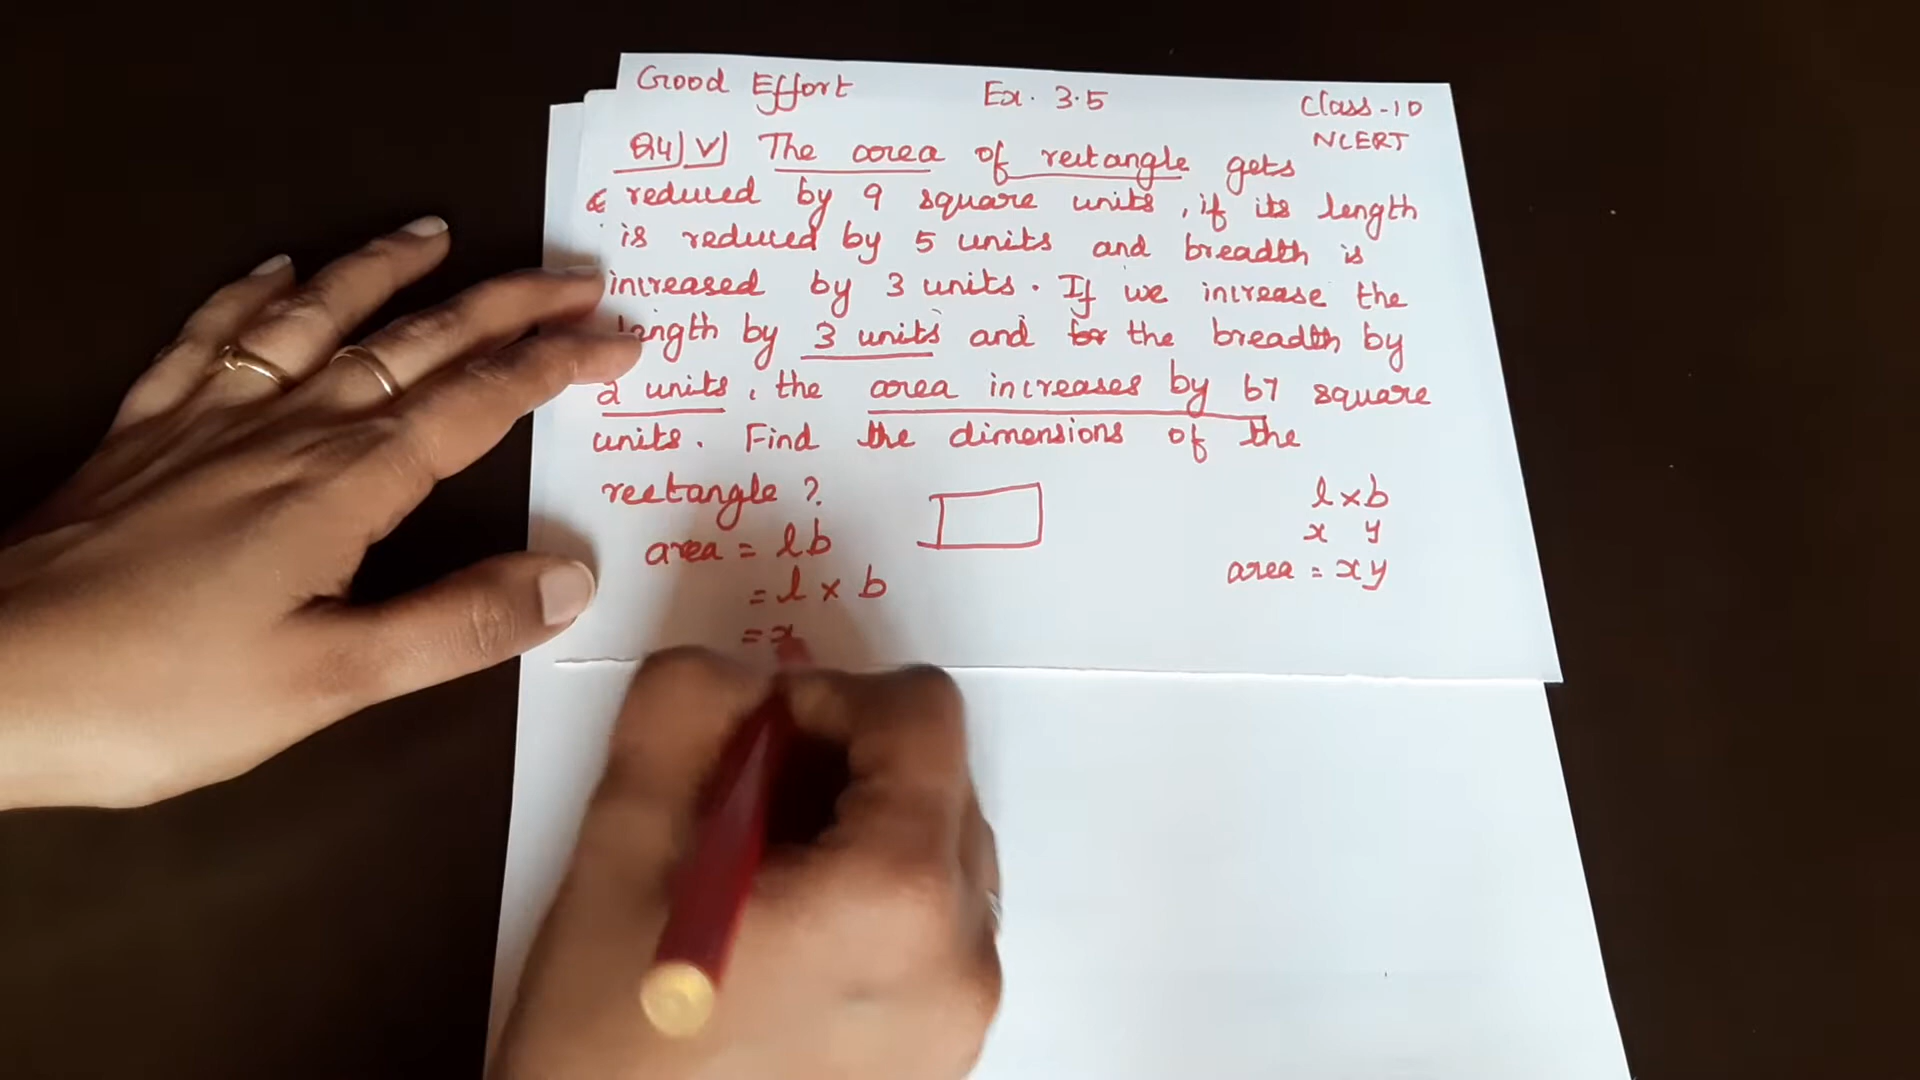 Good Effort Ex. 3.5 Class-10
NCERT
Q4) V) The area of rectangle gets
reduced by 9 square units, if its length
is reduced by 5 units and breadth is
increased by 3 units. If we increase the
length by 3 units and the breadth by
2 units, the area increases by 67 square
units. Find the dimensions of the
rectangle ?
l x b
x y
area = xy
area = lb
= l x b
= x